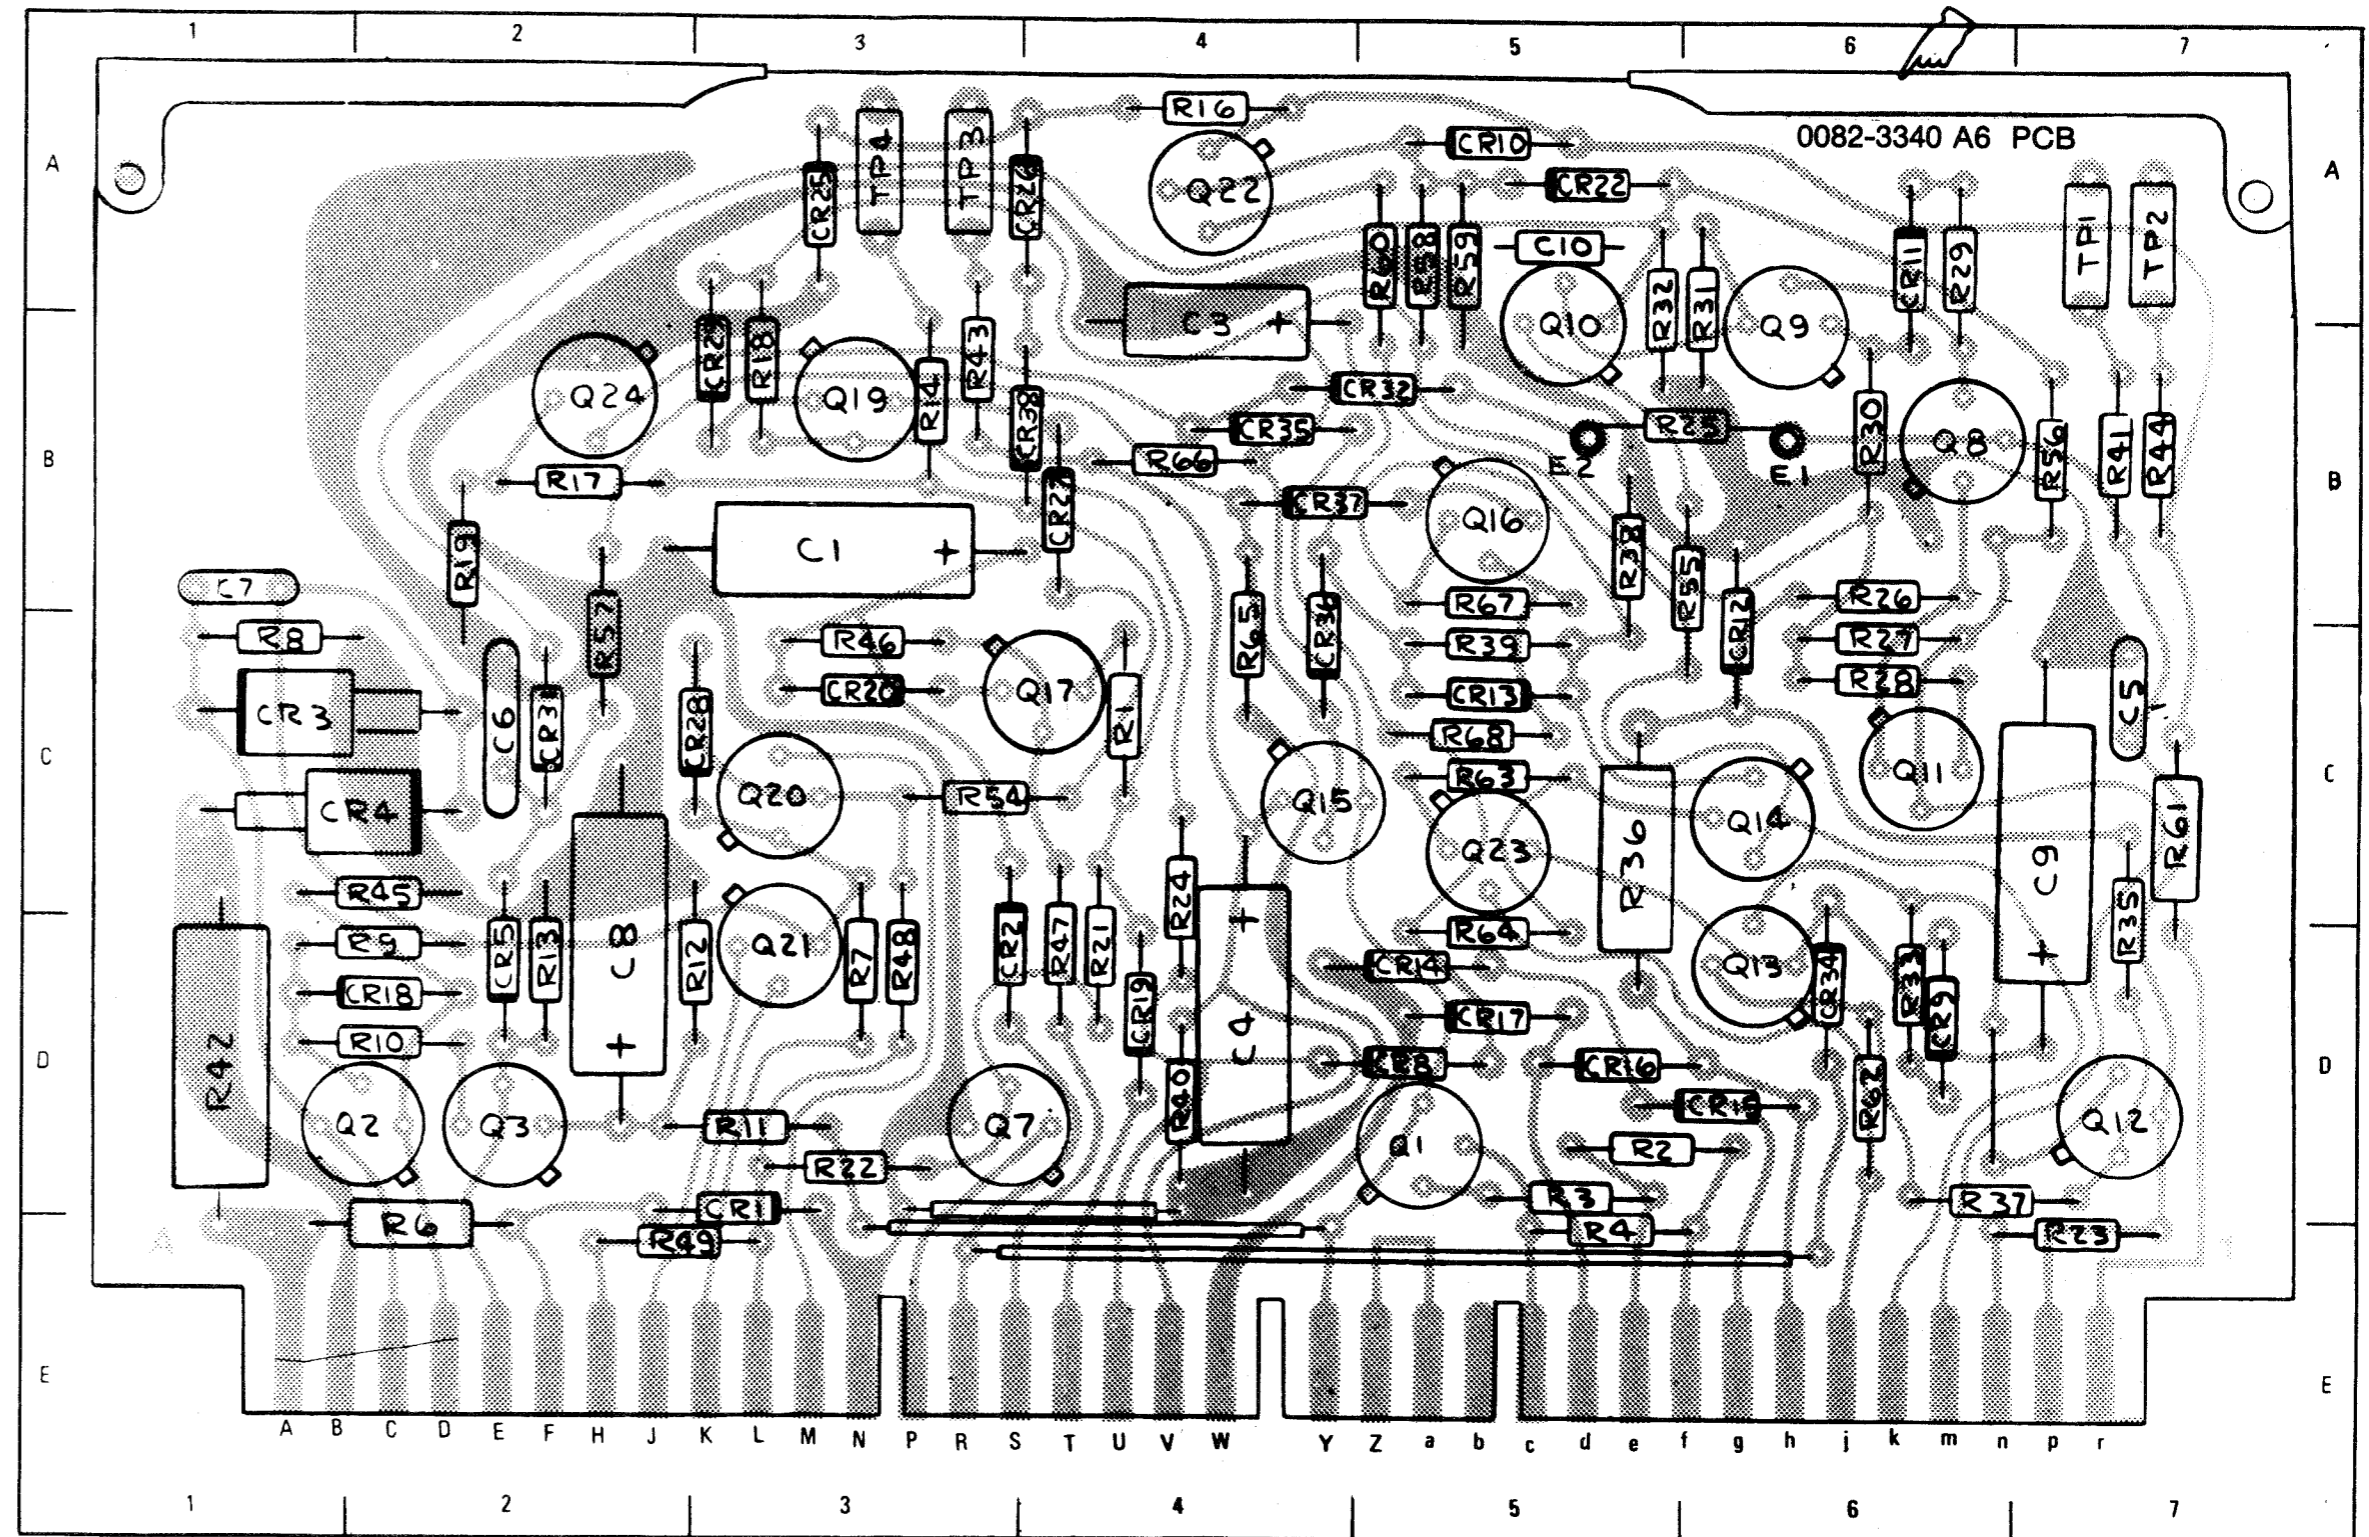 1 2 3 4 5 6 7
R16
0082-3340 A6 PCB
CR10
A TP4 TP3 A
CR25 CR26 Q22 CR22
R60 R58 R59 C10 CR11 R29 TP1 TP2
R32 R31
C3 + Q10 Q9
CR29 R18 R43
Q24 Q19 R14 CR32
CR38 CR35 R25 R30 Q8 R56 R41 R44
B R66 E2 E1 B
R17 CR27 CR37
Q16
R19 C1 + R38 R55
C7 R67 R26
R8 R57 R46 R65 CR36 R39 CR12 R27
CR3 C6 CR31 CR28 CR20 Q17 R1 CR13 R28 C5
C R68 C
Q20 R54 Q15 R63 Q11
CR4 Q23 R36 Q14 R61
R45 R24 C9
R9 CR5 R13 C8 R12 Q21 R7 R48 CR2 R47 R21 + R64 R35
CR18 CR14 Q13 CR34 R33 CR9 +
R10 + CR19 C4 CR17
D R42 CR8 CR16 R62 D
Q2 Q3 R11 Q7 R40 Q1 CR15 Q12
R22 R2
R6 CR1 R3 R37
R49 R4 R23
A
E E
A B C D E F H J K L M N P R S T U V W Y Z a b c d e f g h j k m n p r
1 2 3 4 5 6 7